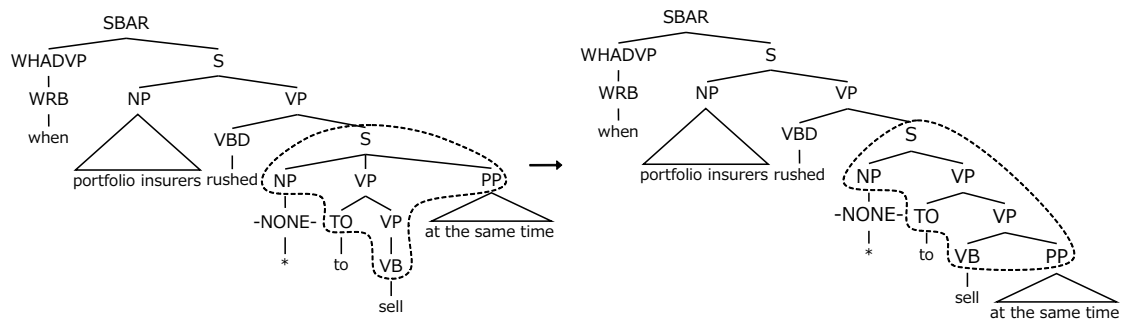 SBAR
WHADVP S
WRB NP VP
when VBD S
portfolio insurers rushed NP VP PP
-NONE- TO VP at the same time
* to VB
sell
SBAR
WHADVP S
WRB NP VP
when VBD S
portfolio insurers rushed NP VP
-NONE- TO VP
* to VB PP
sell at the same time